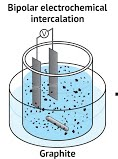 Bipolar electrochemical
intercalation
V
Graphite